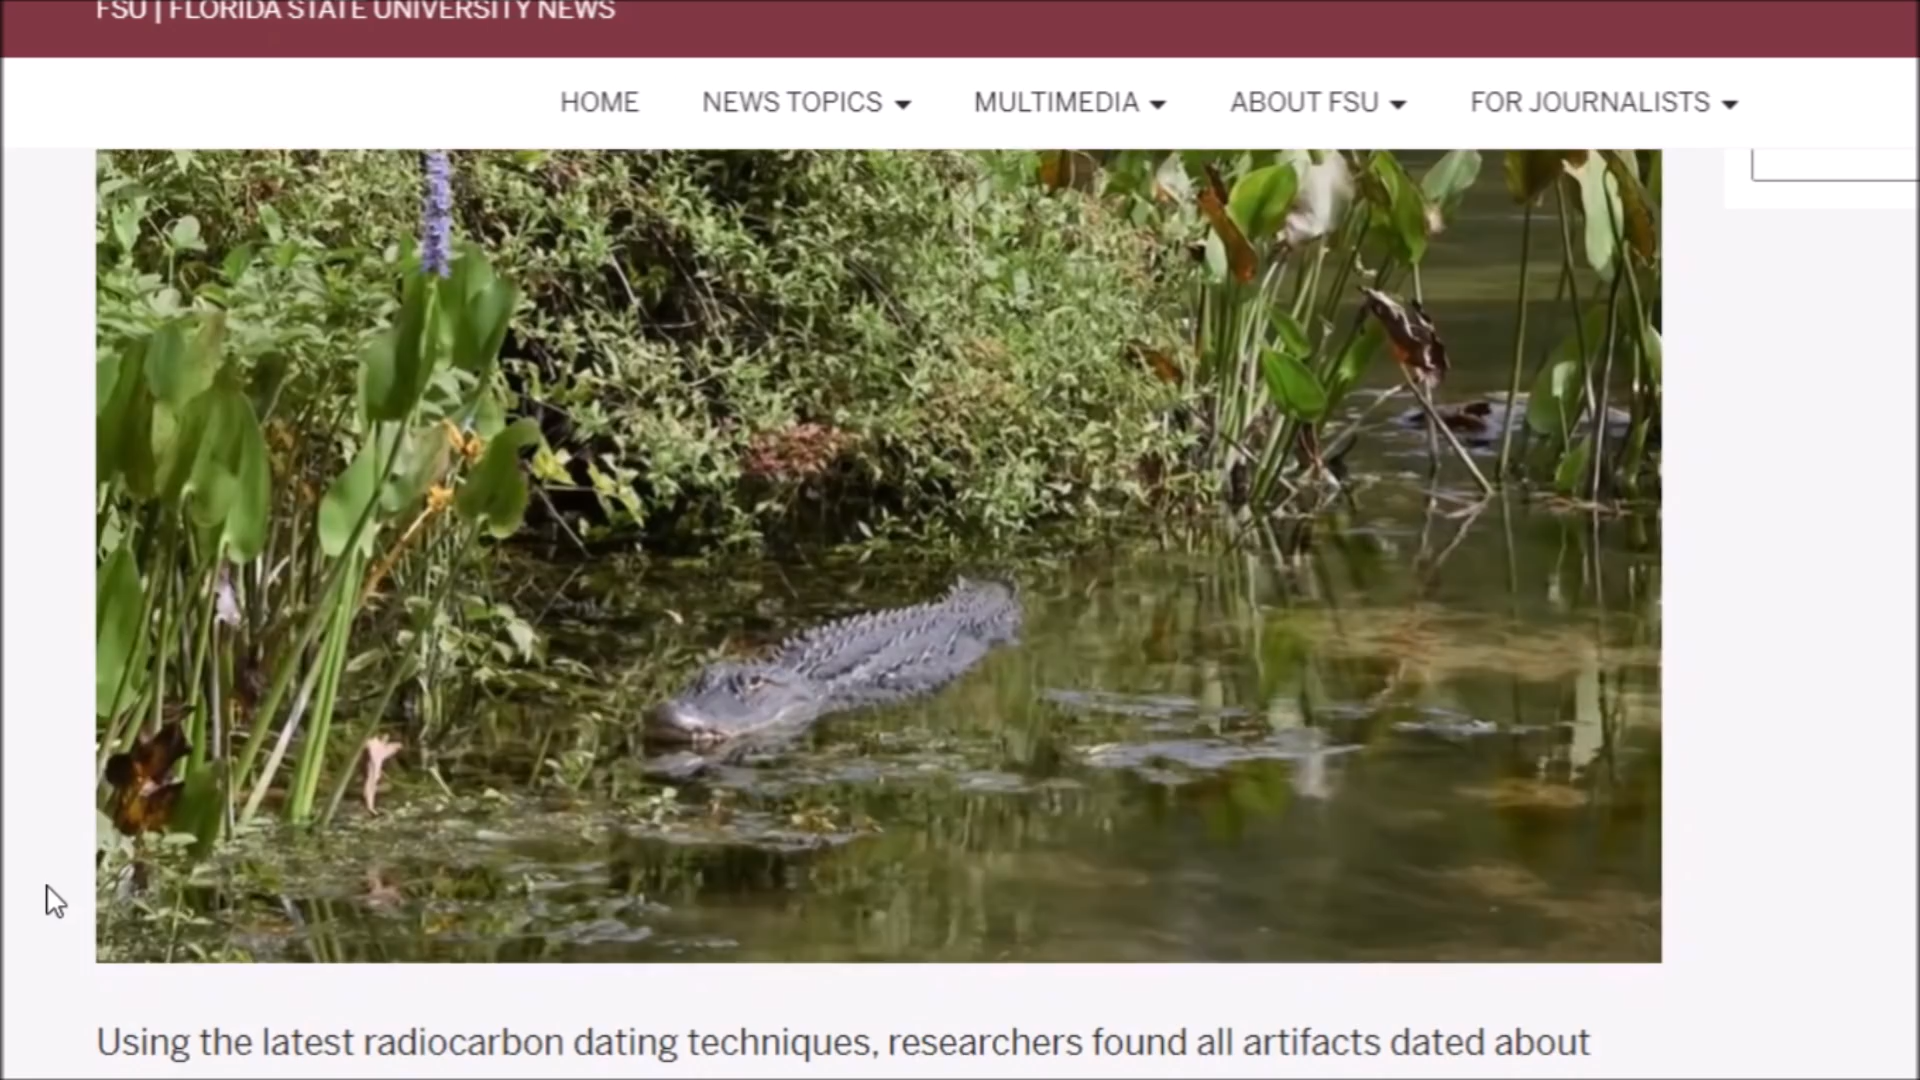 FSU | FLORIDA STATE UNIVERSITY NEWS
HOME NEWS TOPICS MULTIMEDIA ABOUT FSU FOR JOURNALISTS
Using the latest radiocarbon dating techniques, researchers found all artifacts dated about